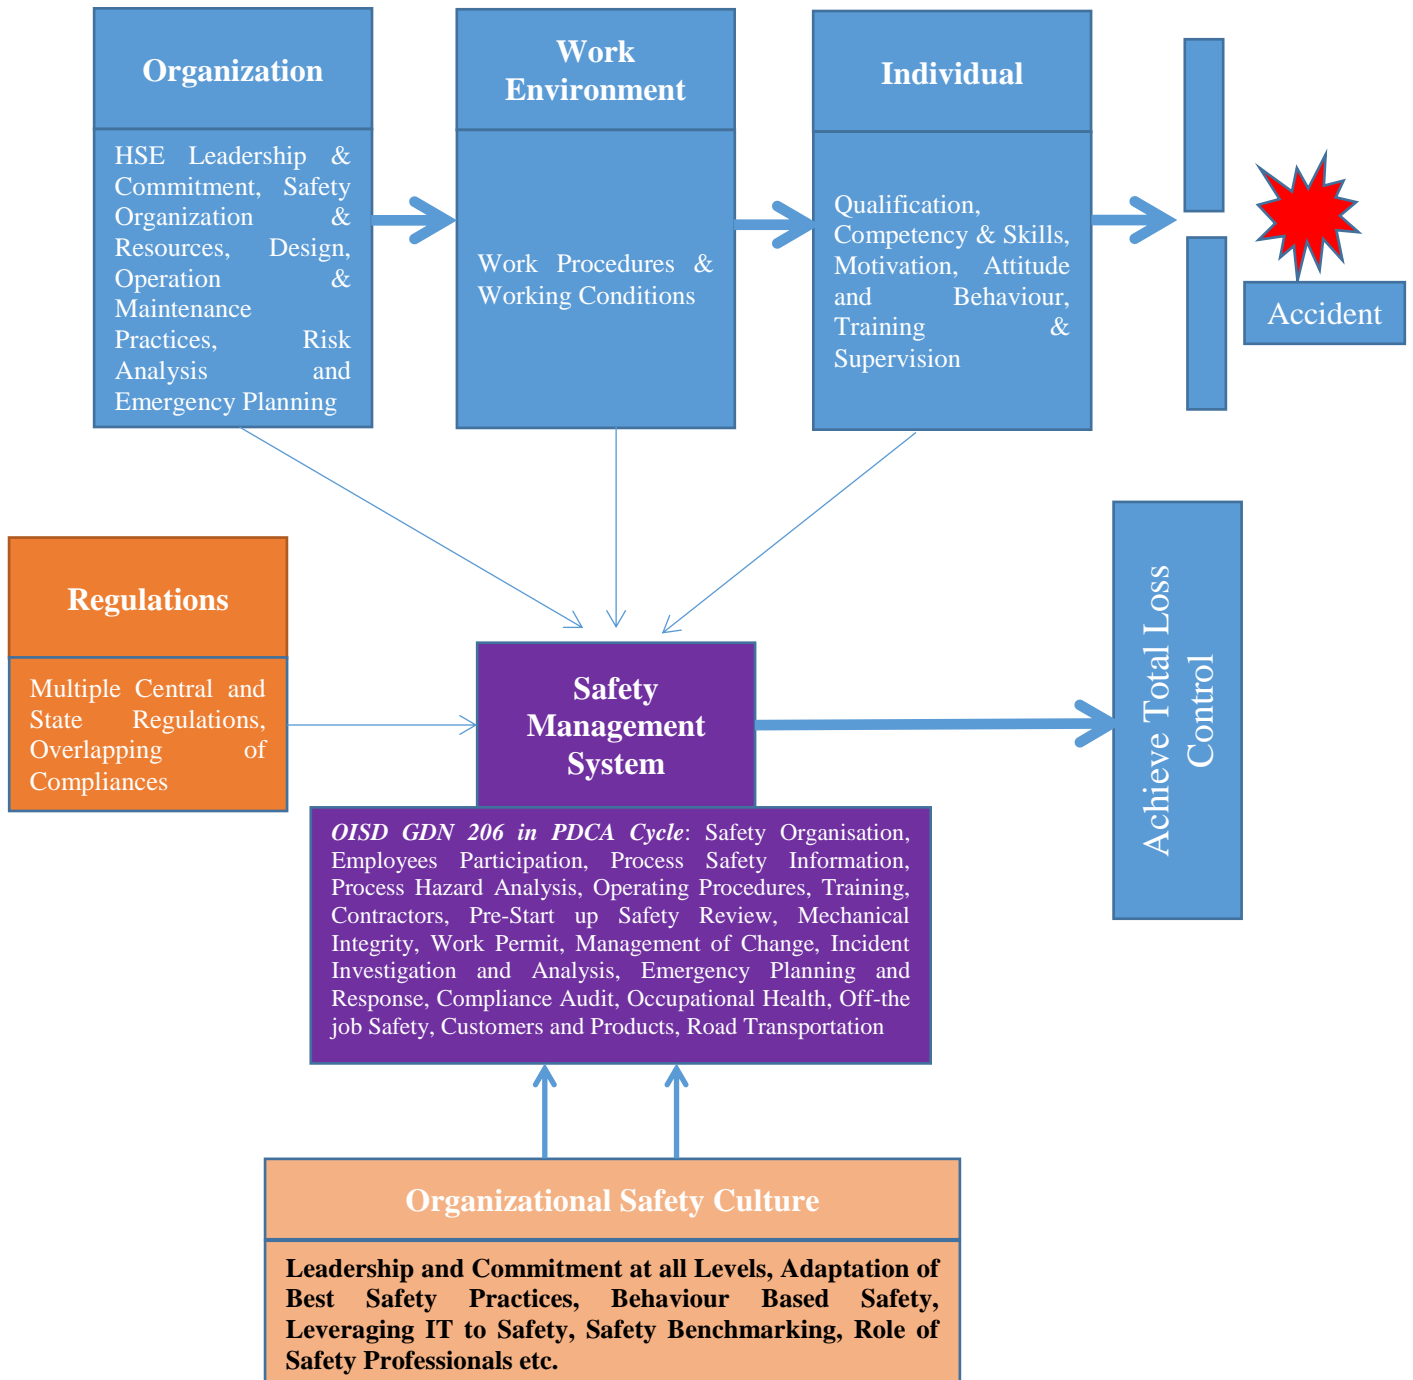 Organization
HSE Leadership &
Commitment, Safety
Organization &
Resources, Design,
Operation &
Maintenance
Practices, Risk
Analysis and
Emergency Planning
Work
Environment
Work Procedures &
Working Conditions
Individual
Qualification,
Competency & Skills,
Motivation, Attitude
and Behaviour,
Training &
Supervision
Accident
Regulations
Multiple Central and
State Regulations,
Overlapping of
Compliances
Safety
Management
System
OISD GDN 206 in PDCA Cycle: Safety Organisation,
Employees Participation, Process Safety Information,
Process Hazard Analysis, Operating Procedures, Training,
Contractors, Pre-Start up Safety Review, Mechanical
Integrity, Work Permit, Management of Change, Incident
Investigation and Analysis, Emergency Planning and
Response, Compliance Audit, Occupational Health, Off-the
job Safety, Customers and Products, Road Transportation
Achieve Total Loss
Control
Organizational Safety Culture
Leadership and Commitment at all Levels, Adaptation of
Best Safety Practices, Behaviour Based Safety,
Leveraging IT to Safety, Safety Benchmarking, Role of
Safety Professionals etc.